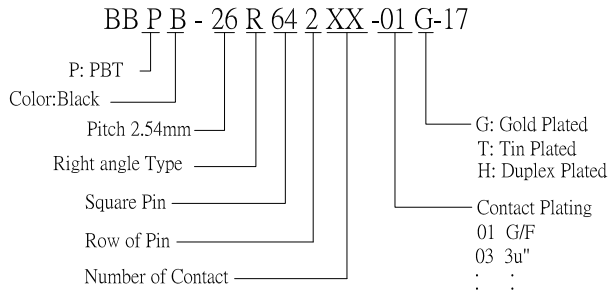 BBPB-26R642XX-01G-17
P: PBT
Color:Black
Pitch 2.54mm
Right angle Type
Square Pin
Row of Pin
Number of Contact
G: Gold Plated
T: Tin Plated
H: Duplex Plated
Contact Plating
01 G/F
03 3u"
: :